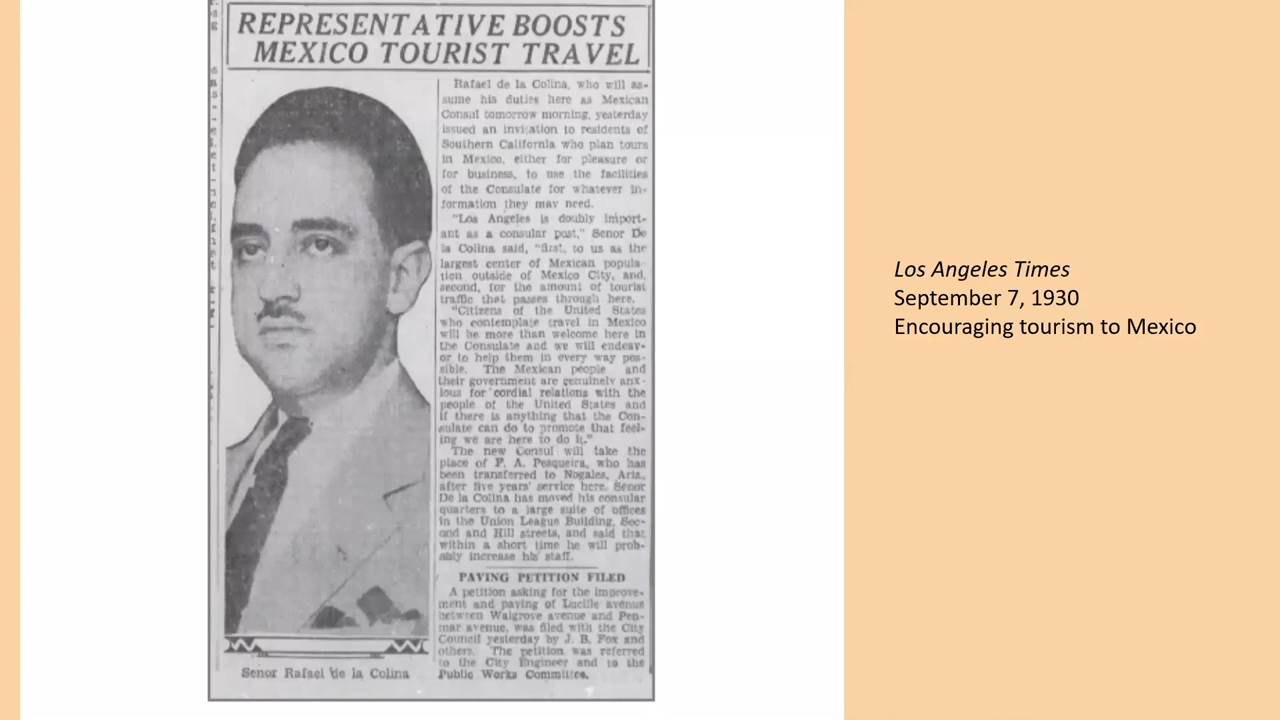 REPRESENTATIVE BOOSTS
MEXICO TOURIST TRAVEL
Rafael de la Colina, who will as-
sume his duties here as Mexican
Consul tomorrow morning, yesterday
issued an invitation to residents of
Southern California who plan tours
in Mexico, either for pleasure or
for business, to use the facilities
of the Consulate for whatever in-
formation they may need.
"Los Angeles is doubly import-
ant as a consular post," Senor De
la Colina said, "first, to us as the
largest center of Mexican popula-
tion outside of Mexico City, and,
second, for the amount of tourist
traffic that passes through here.
"Citizens of the United States
who contemplate travel in Mexico
will be more than welcome here in
the Consulate and we will endeav-
or to help them in every way pos-
sible. The Mexican people and
their government are genuinely anx-
ious for cordial relations with the
people of the United States and
if there is anything that the Con-
sulate can do to promote that feel-
ing we are here to do it."
The new Consul will take the
place of F. A. Pesqueira, who has
been transferred to Nogales, Ariz.,
after five years' service here. Senor
De la Colina has moved his consular
quarters to a large suite of offices
in the Union League Building, Sec-
ond and Hill streets, and said that
within a short time he will prob-
ably increase his staff.
PAVING PETITION FILED
A petition asking for the improve-
ment and paving of Lucille avenue
between Walgrove avenue and Pen-
mar avenue, was filed with the City
Council yesterday by J. B. Fox and
others. The petition was referred
to the City Engineer and to the
Public Works Committee.
Senor Rafael de la Colina
Los Angeles Times
September 7, 1930
Encouraging tourism to Mexico